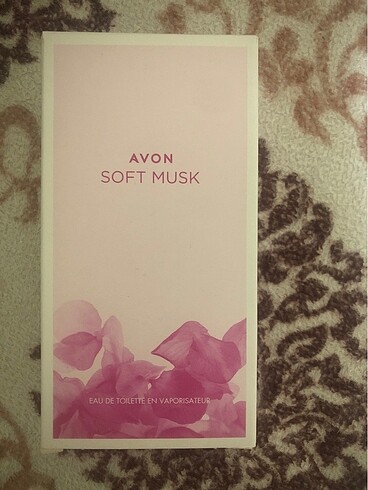 AVON
SOFT MUSK
EAU DE TOILETTE EN VAPORISATEUR